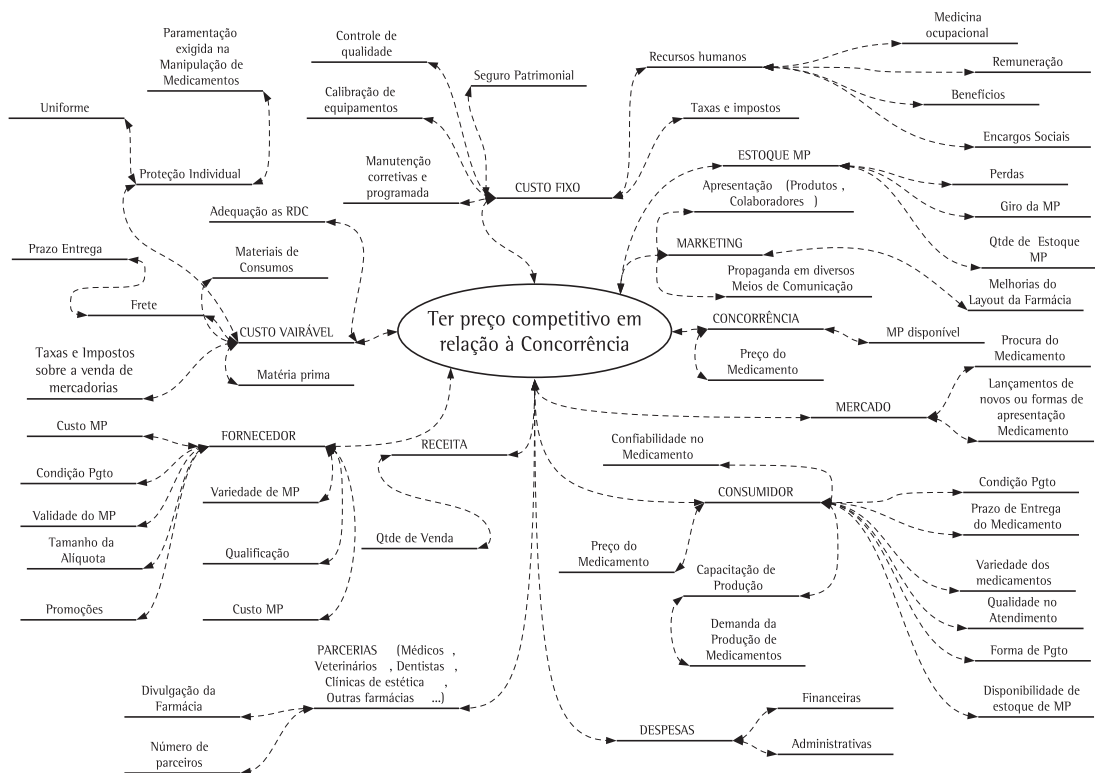 Paramentação
exigida na
Manipulação de
Medicamentos
Uniforme
Proteção Individual
Controle de
qualidade
Calibração de
equipamentos
Seguro Patrimonial
Manutenção
corretivas e
programada
CUSTO FIXO
Recursos humanos
Medicina
ocupacional
Remuneração
Benefícios
Encargos Sociais
Taxas e impostos
ESTOQUE MP
Perdas
Giro da MP
Qtde de Estoque
MP
Apresentação (Produtos ,
Colaboradores )
MARKETING
Propaganda em diversos
Meios de Comunicação
Melhorias do
Layout da Farmácia
Adequação as RDC
Prazo Entrega
Materiais de
Consumos
Frete
CUSTO VAIRÁVEL
Taxas e Impostos
sobre a venda de
mercadorias
Matéria prima
Ter preço competitivo em
relação à Concorrência
CONCORRÊNCIA
MP disponível
Preço do
Medicamento
Procura do
Medicamento
MERCADO
Lançamentos de
novos ou formas de
apresentação
Medicamento
Custo MP
FORNECEDOR
Condição Pgto
Variedade de MP
Validade do MP
Tamanho da
Alíquota
Qualificação
Promoções
Custo MP
RECEITA
Qtde de Venda
Confiabilidade no
Medicamento
CONSUMIDOR
Preço do
Medicamento
Capacitação de
Produção
Demanda da
Produção de
Medicamentos
Condição Pgto
Prazo de Entrega
do Medicamento
Variedade dos
medicamentos
Qualidade no
Atendimento
Forma de Pgto
Disponibilidade de
estoque de MP
PARCERIAS (Médicos ,
Veterinários , Dentistas ,
Clínicas de estética ,
Outras farmácias ...)
Divulgação da
Farmácia
Número de
parceiros
DESPESAS
Financeiras
Administrativas